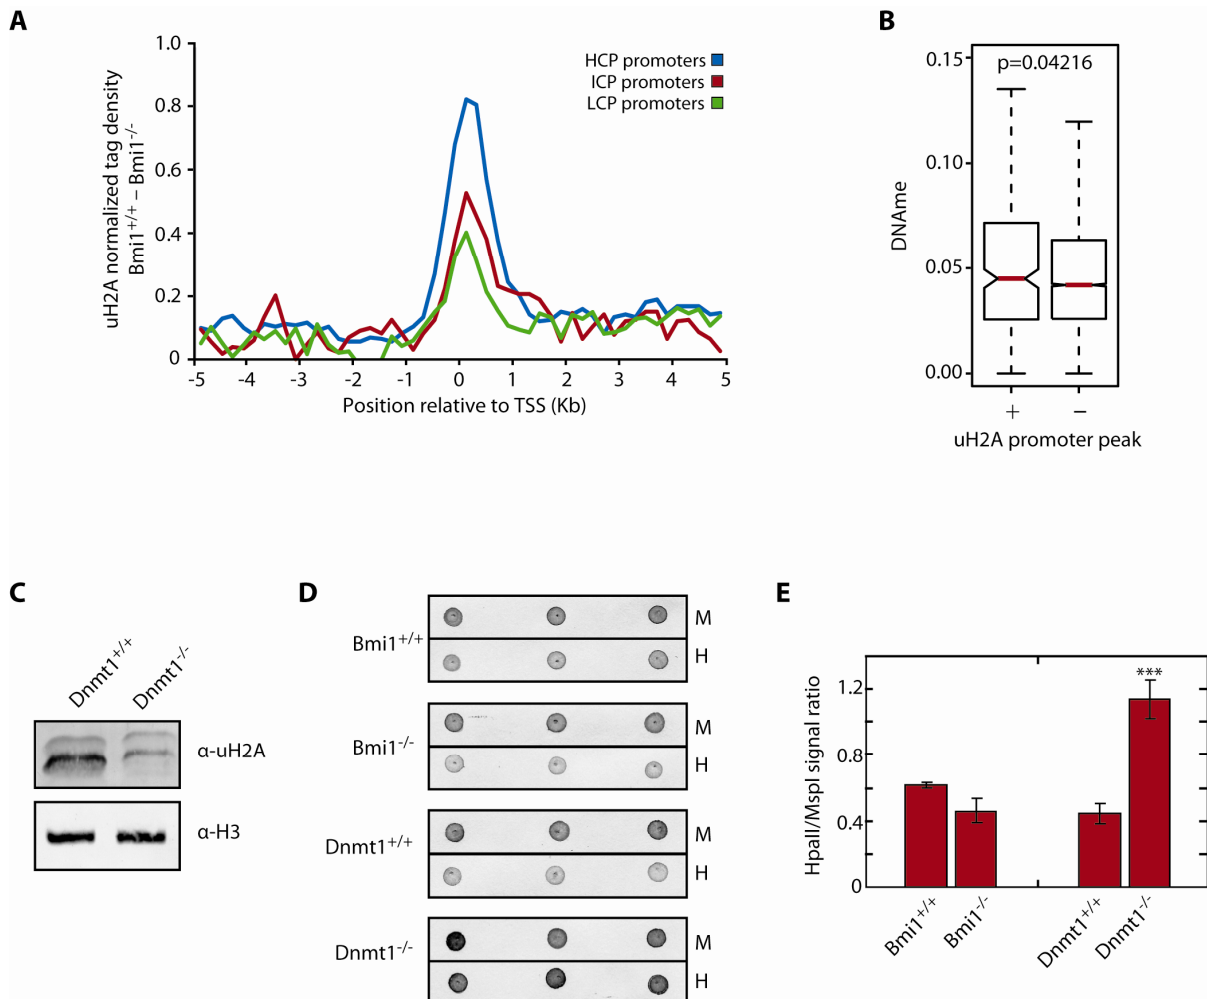 A
uH2A normalized tag density
Bmi1+/+ – Bmi1-/-
1.0
0.8
0.6
0.4
0.2
0
HCP promoters
ICP promoters
LCP promoters
-5 -4 -3 -2 -1 0 1 2 3 4 5
Position relative to TSS (Kb)
B
DNAme
0.15
0.10
0.05
0.00
p=0.04216
+ −
uH2A promoter peak
C
Dnmt1+/+ Dnmt1-/-
α-uH2A
α-H3
D
Bmi1+/+
M
H
Bmi1-/-
M
H
Dnmt1+/+
M
H
Dnmt1-/-
M
H
E
HpaII/MspI signal ratio
1.2
0.8
0.4
0
***
Bmi1+/+ Bmi1-/- Dnmt1+/+ Dnmt1-/-